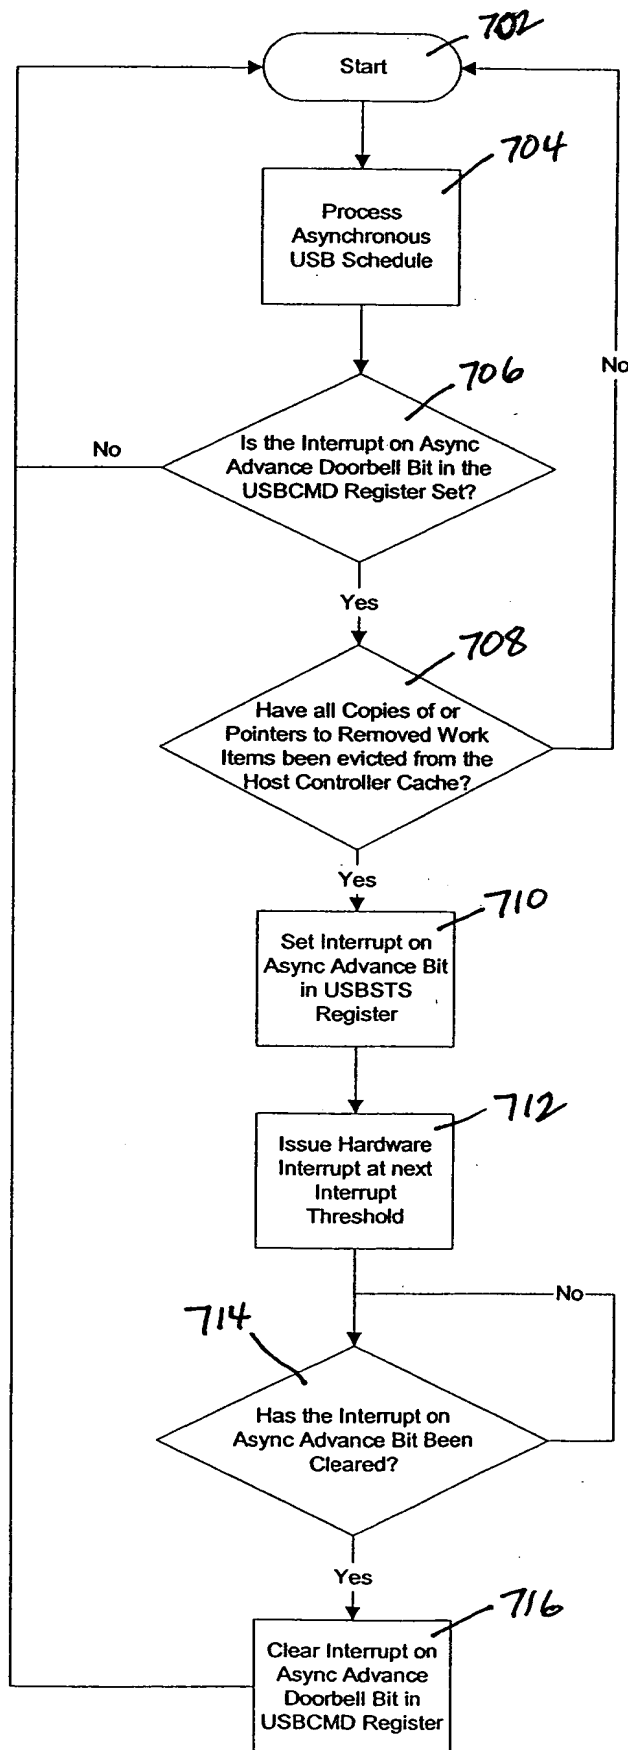 702
Start
704
Process
Asynchronous
USB Schedule
No
706
No
Is the Interrupt on Async
Advance Doorbell Bit in the
USBCMD Register Set?
Yes
708
Have all Copies of or
Pointers to Removed Work
Items been evicted from the
Host Controller Cache?
Yes
710
Set Interrupt on
Async Advance Bit
in USBSTS
Register
712
Issue Hardware
Interrupt at next
Interrupt
Threshold
No
714
Has the Interrupt on
Async Advance Bit Been
Cleared?
Yes
716
Clear Interrupt on
Async Advance
Doorbell Bit in
USBCMD Register